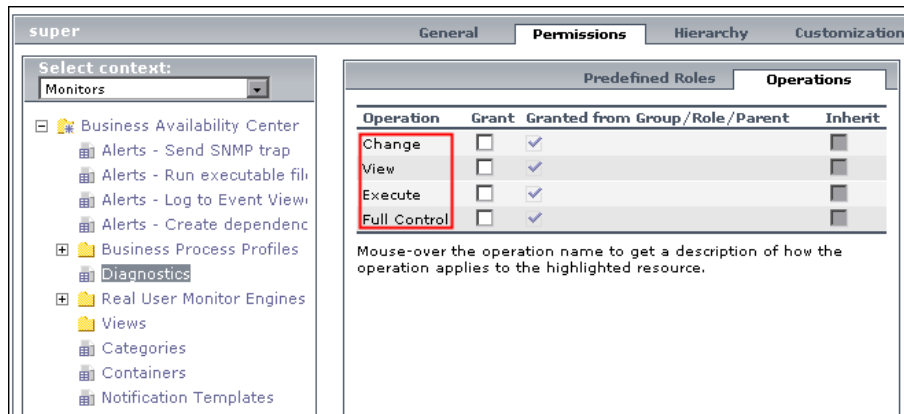 super
General
Permissions
Hierarchy
Customization
Select context:
Monitors
Business Availability Center
Alerts - Send SNMP trap
Alerts - Run executable fil
Alerts - Log to Event View
Alerts - Create dependenc
Business Process Profiles
Diagnostics
Real User Monitor Engines
Views
Categories
Containers
Notification Templates
Predefined Roles
Operations
Operation Grant Granted from Group/Role/Parent Inherit
Change
View
Execute
Full Control
Mouse-over the operation name to get a description of how the
operation applies to the highlighted resource.